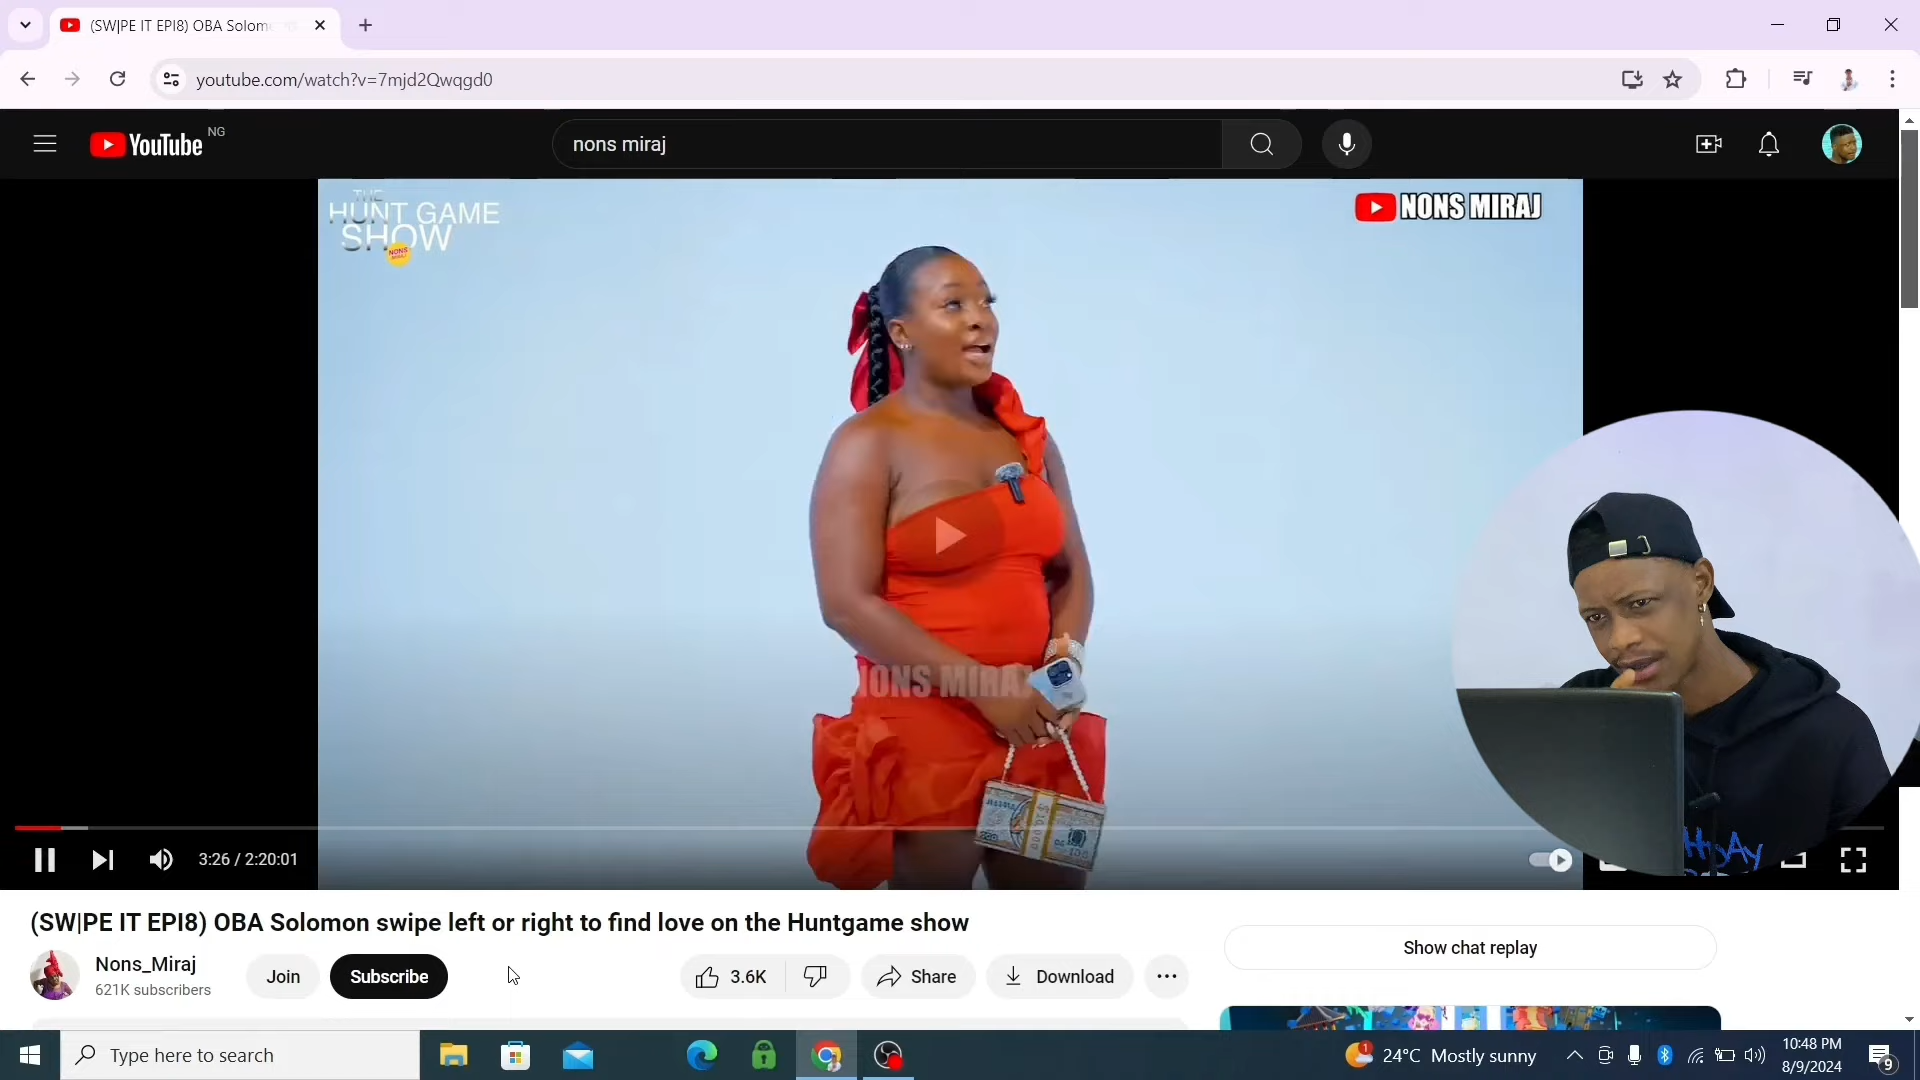 (SW|PE IT EPI8) OBA Solom
youtube.com/watch?v=7mjd2Qwqgd0
YouTube NG
nons miraj
THE
HUNT GAME
SHOW
NONS MIRAJ
NONS MIRAJ
3:26 / 2:20:01
(SW|PE IT EPI8) OBA Solomon swipe left or right to find love on the Huntgame show
Nons_Miraj
621K subscribers
Join
Subscribe
3.6K
Share
Download
Show chat replay
Type here to search
1
24°C Mostly sunny
10:48 PM
8/9/2024
9